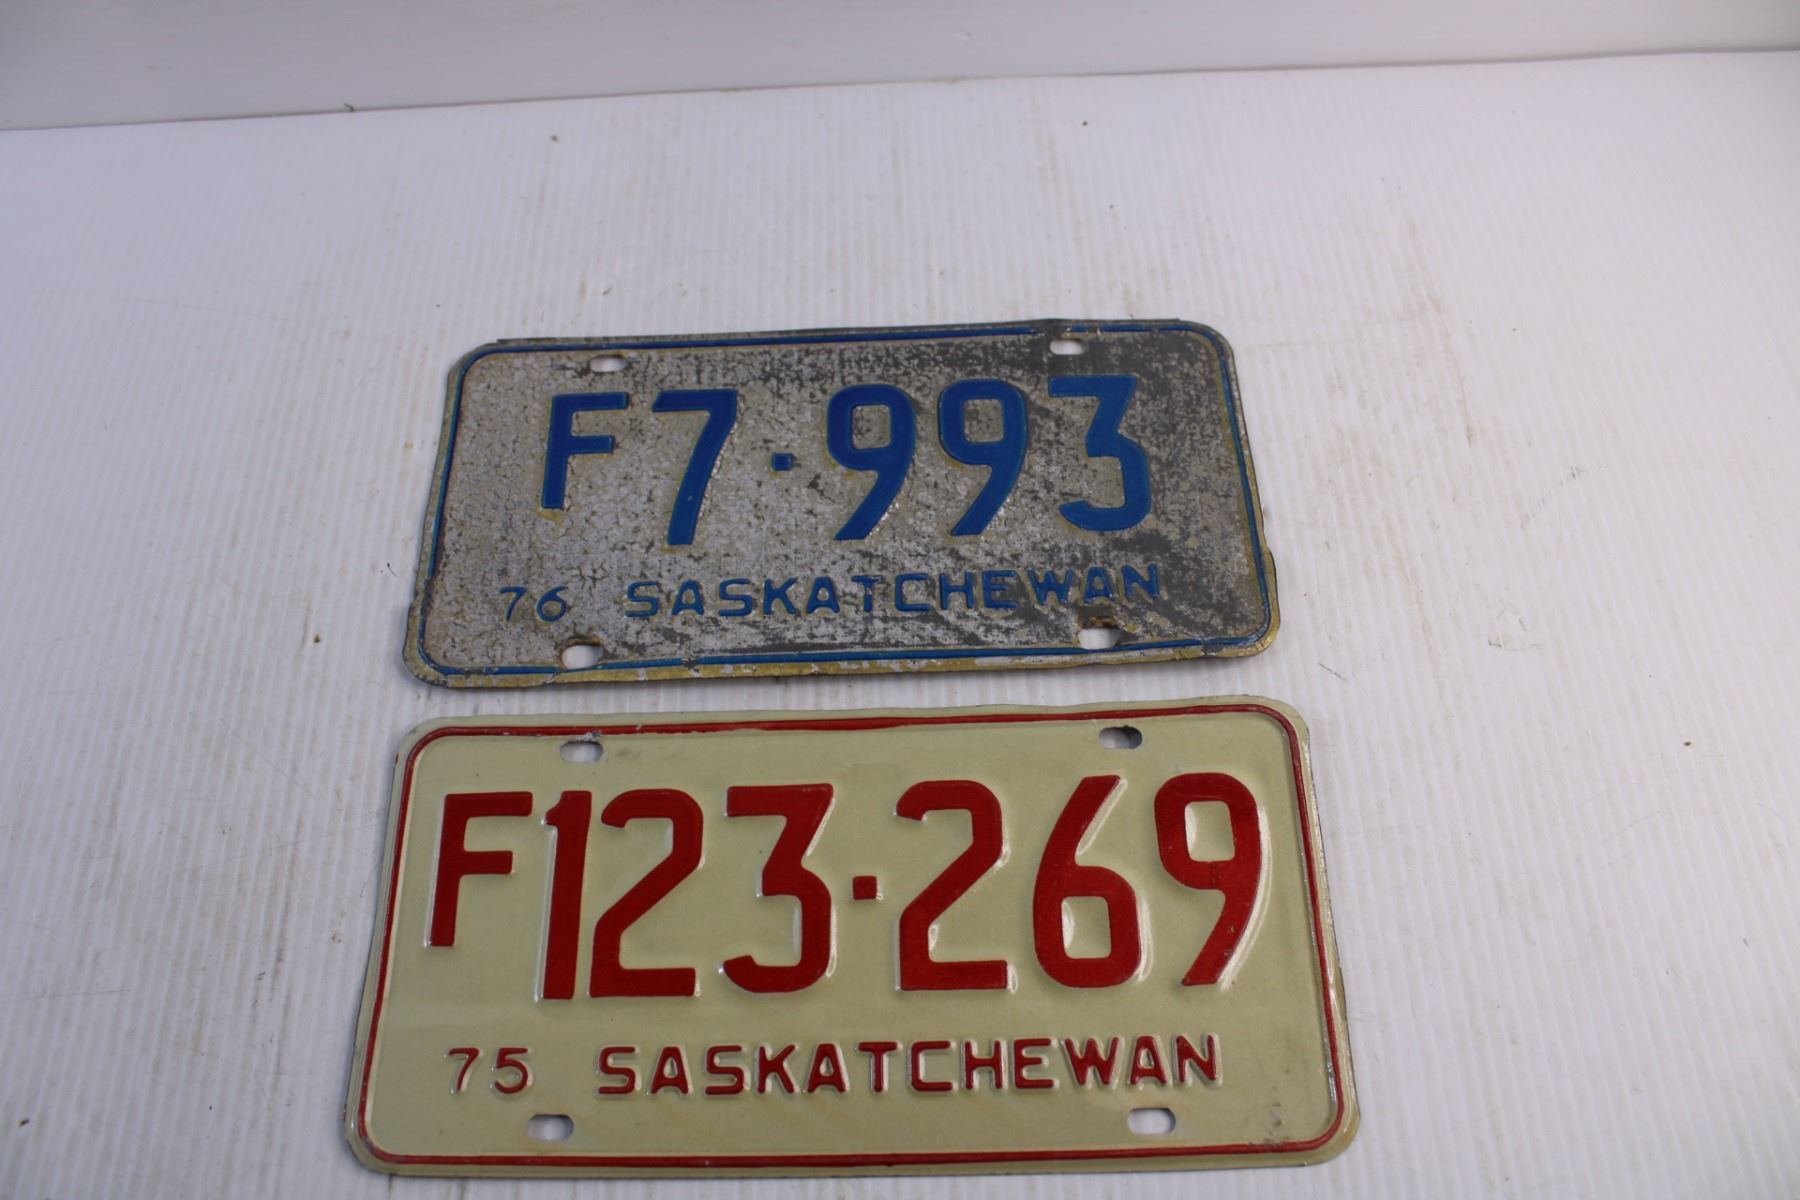 F7·993
76 SASKATCHEWAN
F123·269
75 SASKATCHEWAN